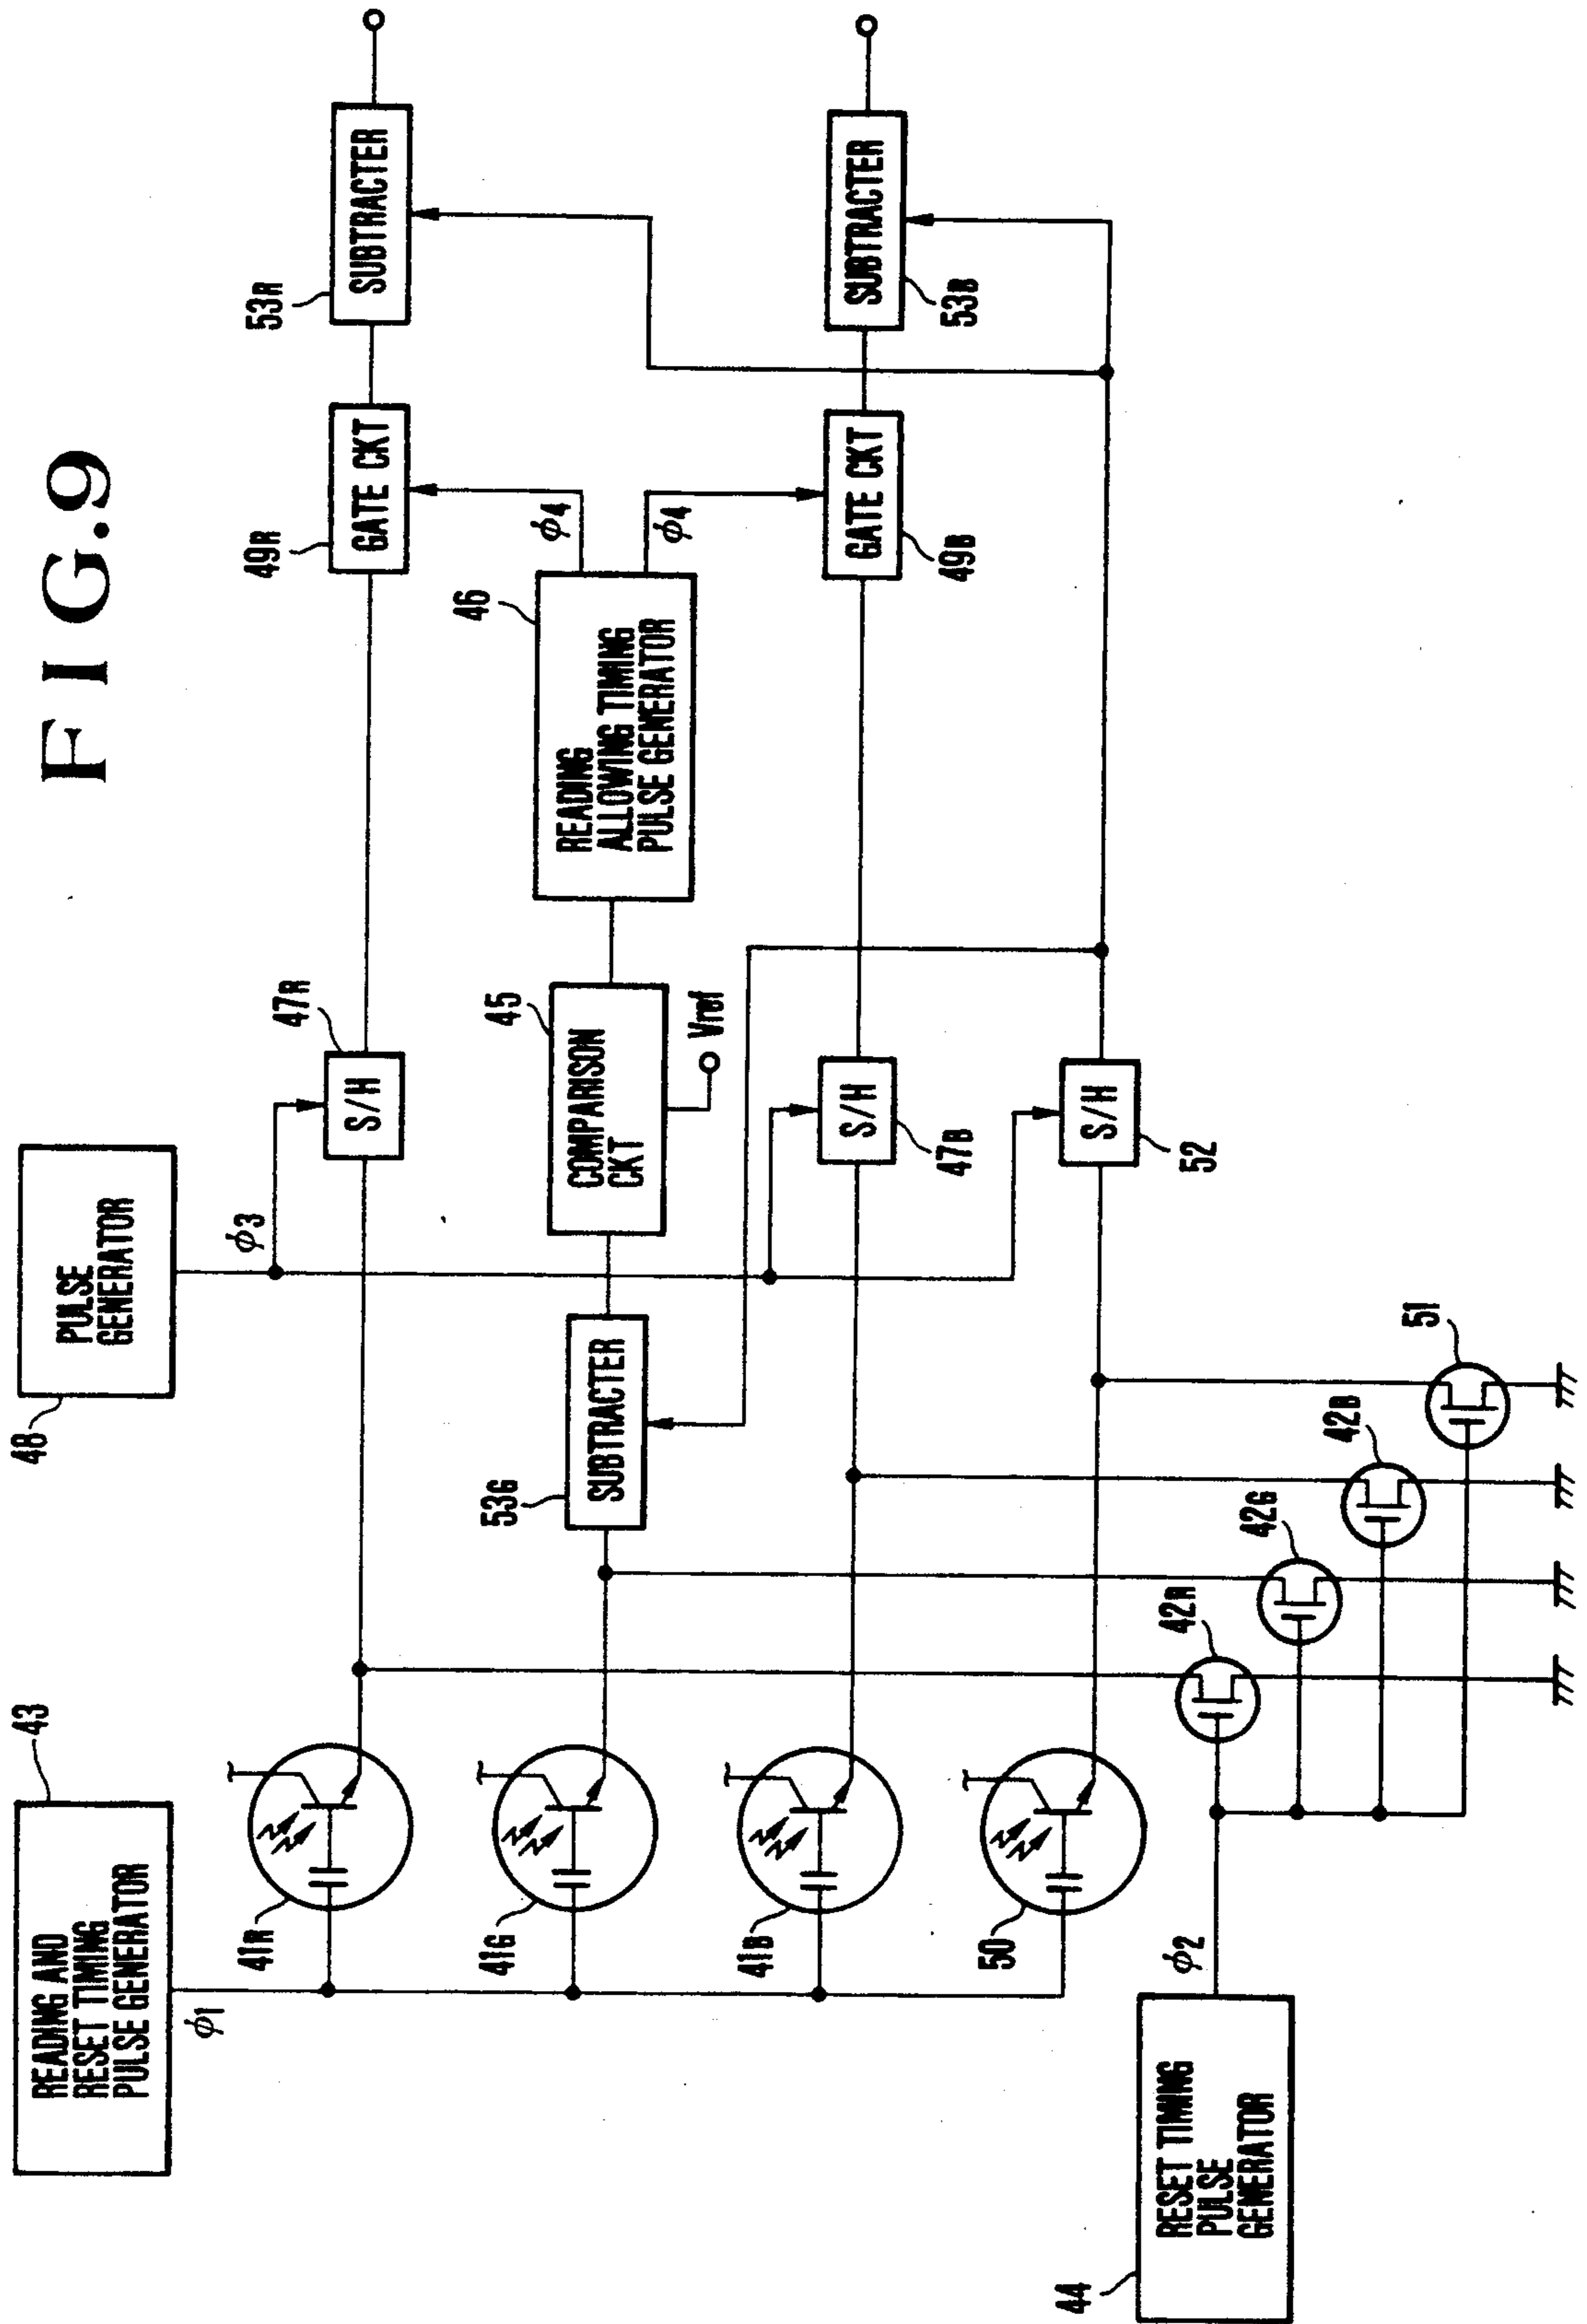 FIG.9
43
READING AND
RESET TIMING
PULSE GENERATOR
ϕ1
48
PULSE
GENERATOR
ϕ3
41R
47R
S/H
49R
GATE CKT
53R
SUBTRACTER
41G
53G
SUBTRACTER
45
COMPARISON
CKT
Vref
46
READING
ALLOWING TIMING
PULSE GENERATOR
ϕ4
ϕ4
41B
S/H
47B
GATE CKT
49B
SUBTRACTER
53B
50
S/H
52
44
RESET TIMING
PULSE
GENERATOR
ϕ2
42R
42G
42B
51